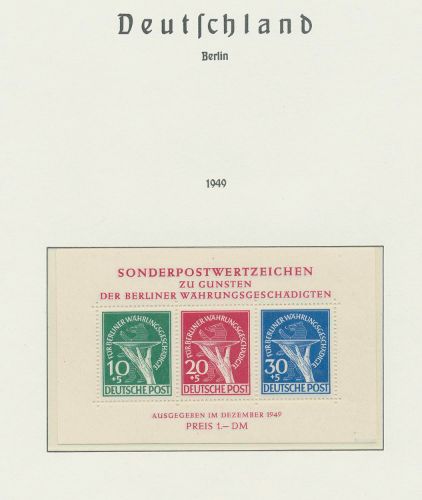 Deutſchland
Berlin
1949
SONDERPOSTWERTZEICHEN
ZU GUNSTEN
DER BERLINER WÄHRUNGSGESCHÄDIGTEN
FÜR BERLINER WÄHRUNGSGESCHÄDIGTE
10
+5
DEUTSCHE POST
FÜR BERLINER WÄHRUNGSGESCHÄDIGTE
20
+5
DEUTSCHE POST
FÜR BERLINER WÄHRUNGSGESCHÄDIGTE
30
+5
DEUTSCHE POST
AUSGEGEBEN IM DEZEMBER 1949
PREIS 1.— DM